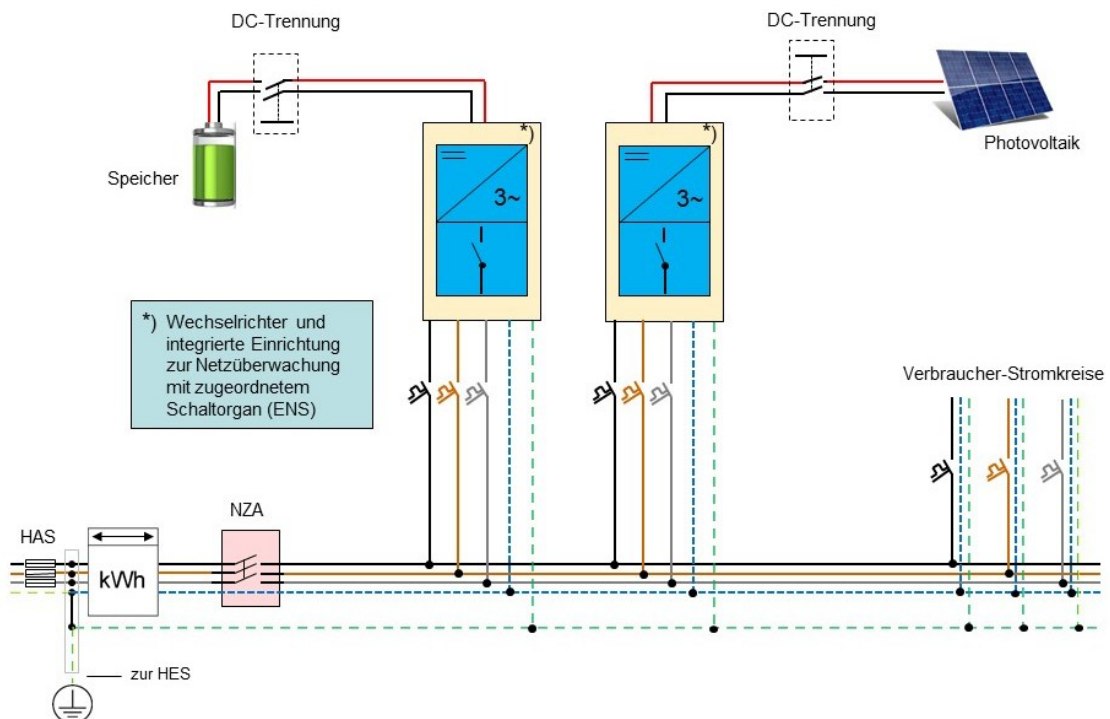 DC-Trennung
DC-Trennung
Speicher
Photovoltaik
*)
3~
*)
3~
*) Wechselrichter und
integrierte Einrichtung
zur Netzüberwachung
mit zugeordnetem
Schaltorgan (ENS)
Verbraucher-Stromkreise
HAS
NZA
kWh
zur HES